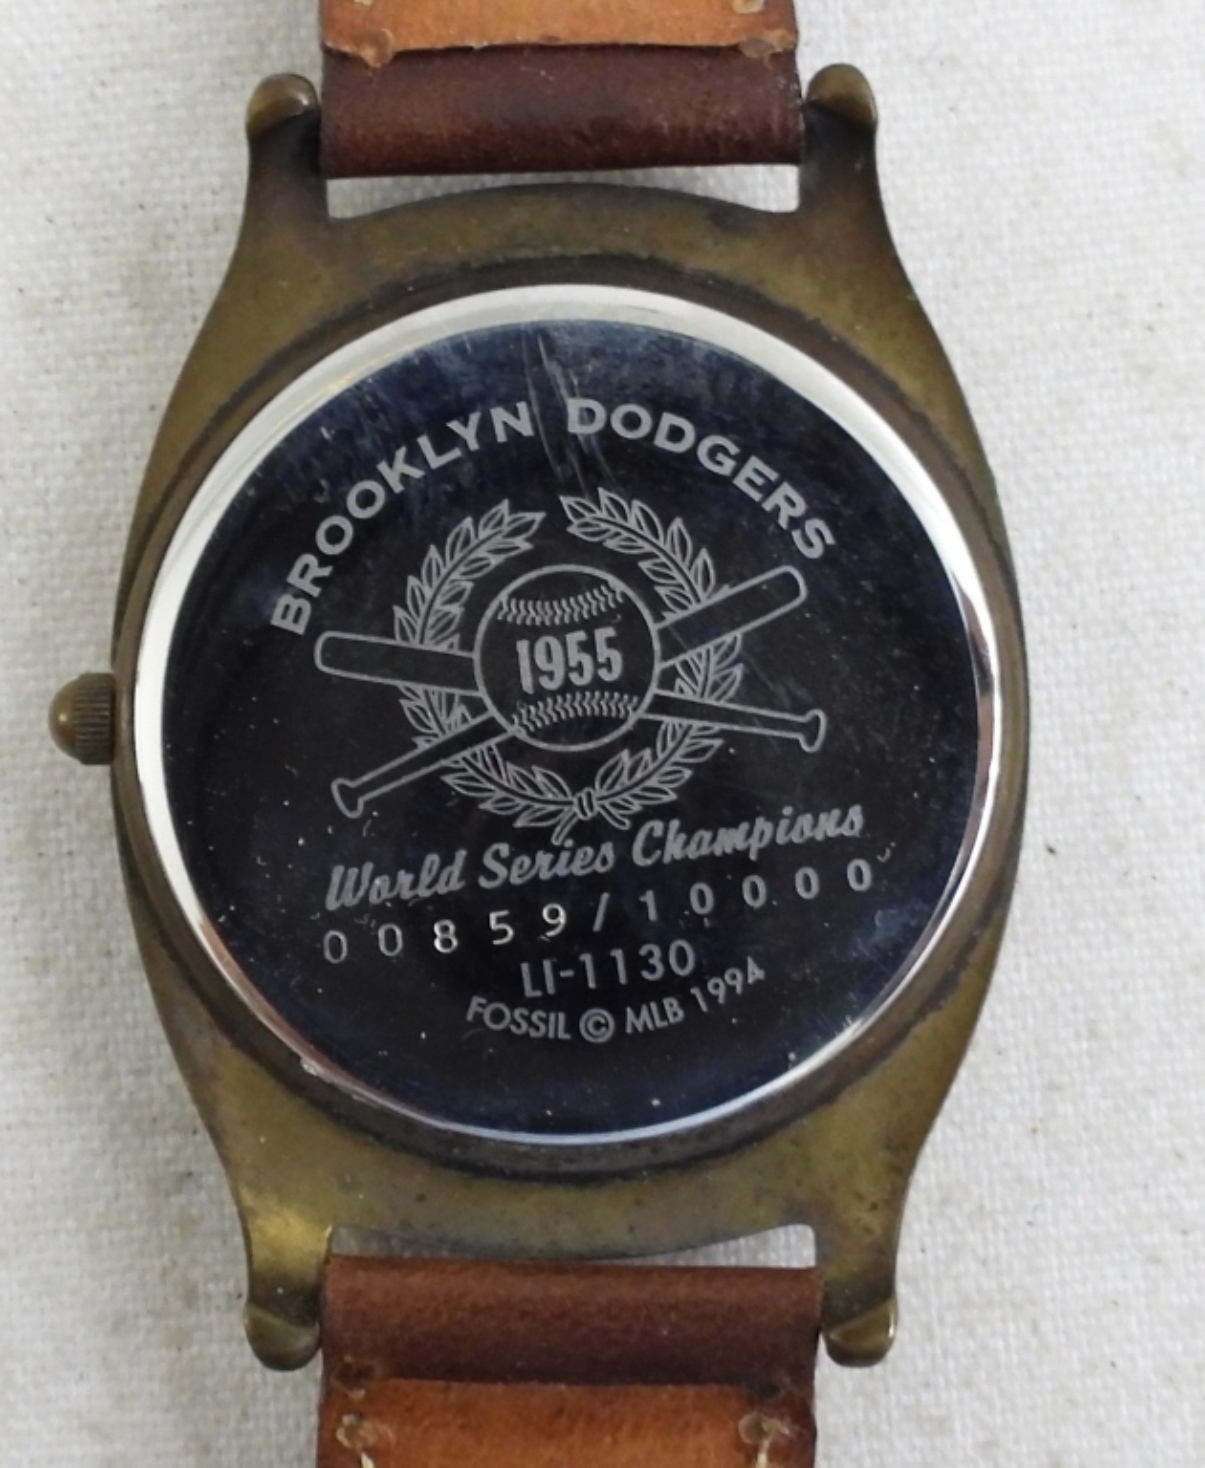 BROOKLYN DODGERS
1955
World Series Champions
00859/10000
LI-1130
FOSSIL © MLB 1994